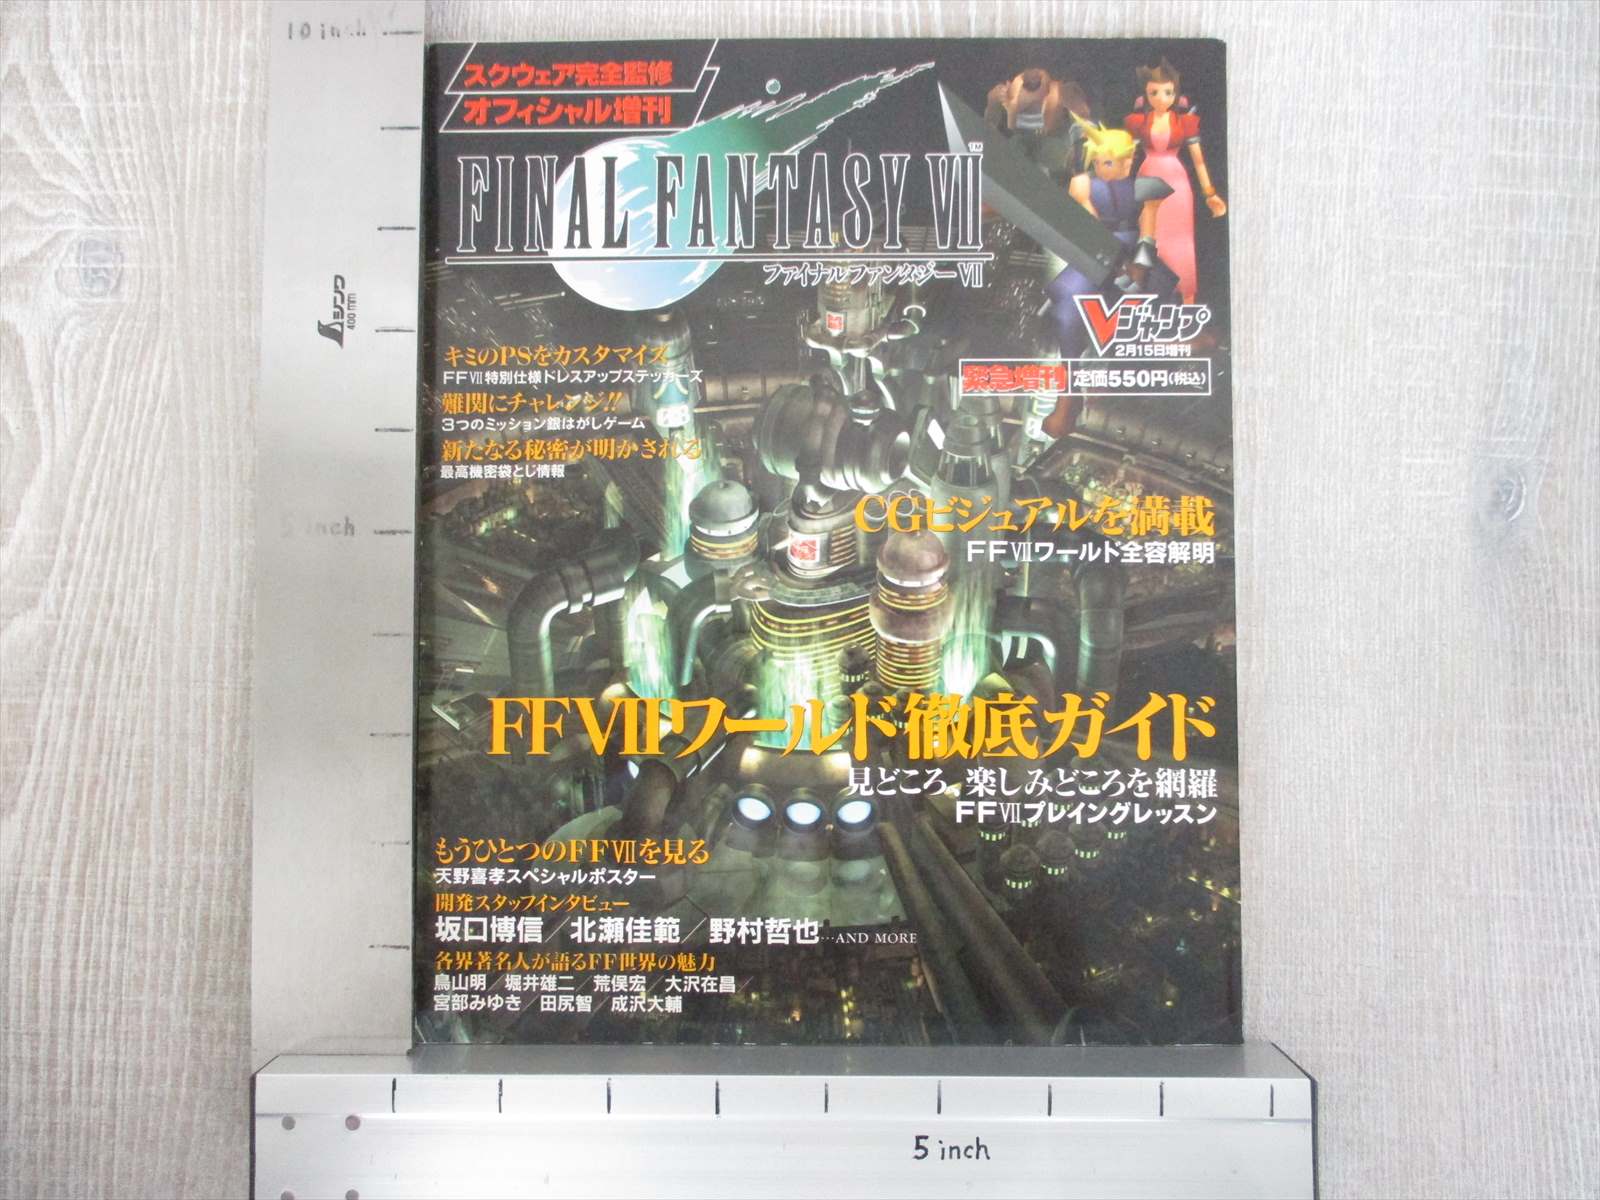 10 inch
スクウェア完全監修
オフィシャル増刊
FINAL FANTASY VII™
ファイナルファンタジーVII
シンワ
400 mm
Vジャンプ
2月15日増刊
緊急増刊 定価550円(税込)
キミのPSをカスタマイズ
FFVII特別仕様ドレスアップステッカーズ
難関にチャレンジ!!
3つのミッション銀はがしゲーム
新たなる秘密が明かされる
最高機密袋とじ情報
5 inch
CGビジュアルを満載
FFVIIワールド全容解明
FFVIIワールド徹底ガイド
見どころ、楽しみどころを網羅
FFVIIプレイングレッスン
もうひとつのFFVIIを見る
天野喜孝スペシャルポスター
開発スタッフインタビュー
坂口博信/北瀬佳範/野村哲也…AND MORE
各界著名人が語るFF世界の魅力
鳥山明/堀井雄二/荒俣宏/大沢在昌/
宮部みゆき/田尻智/成沢大輔
5 inch